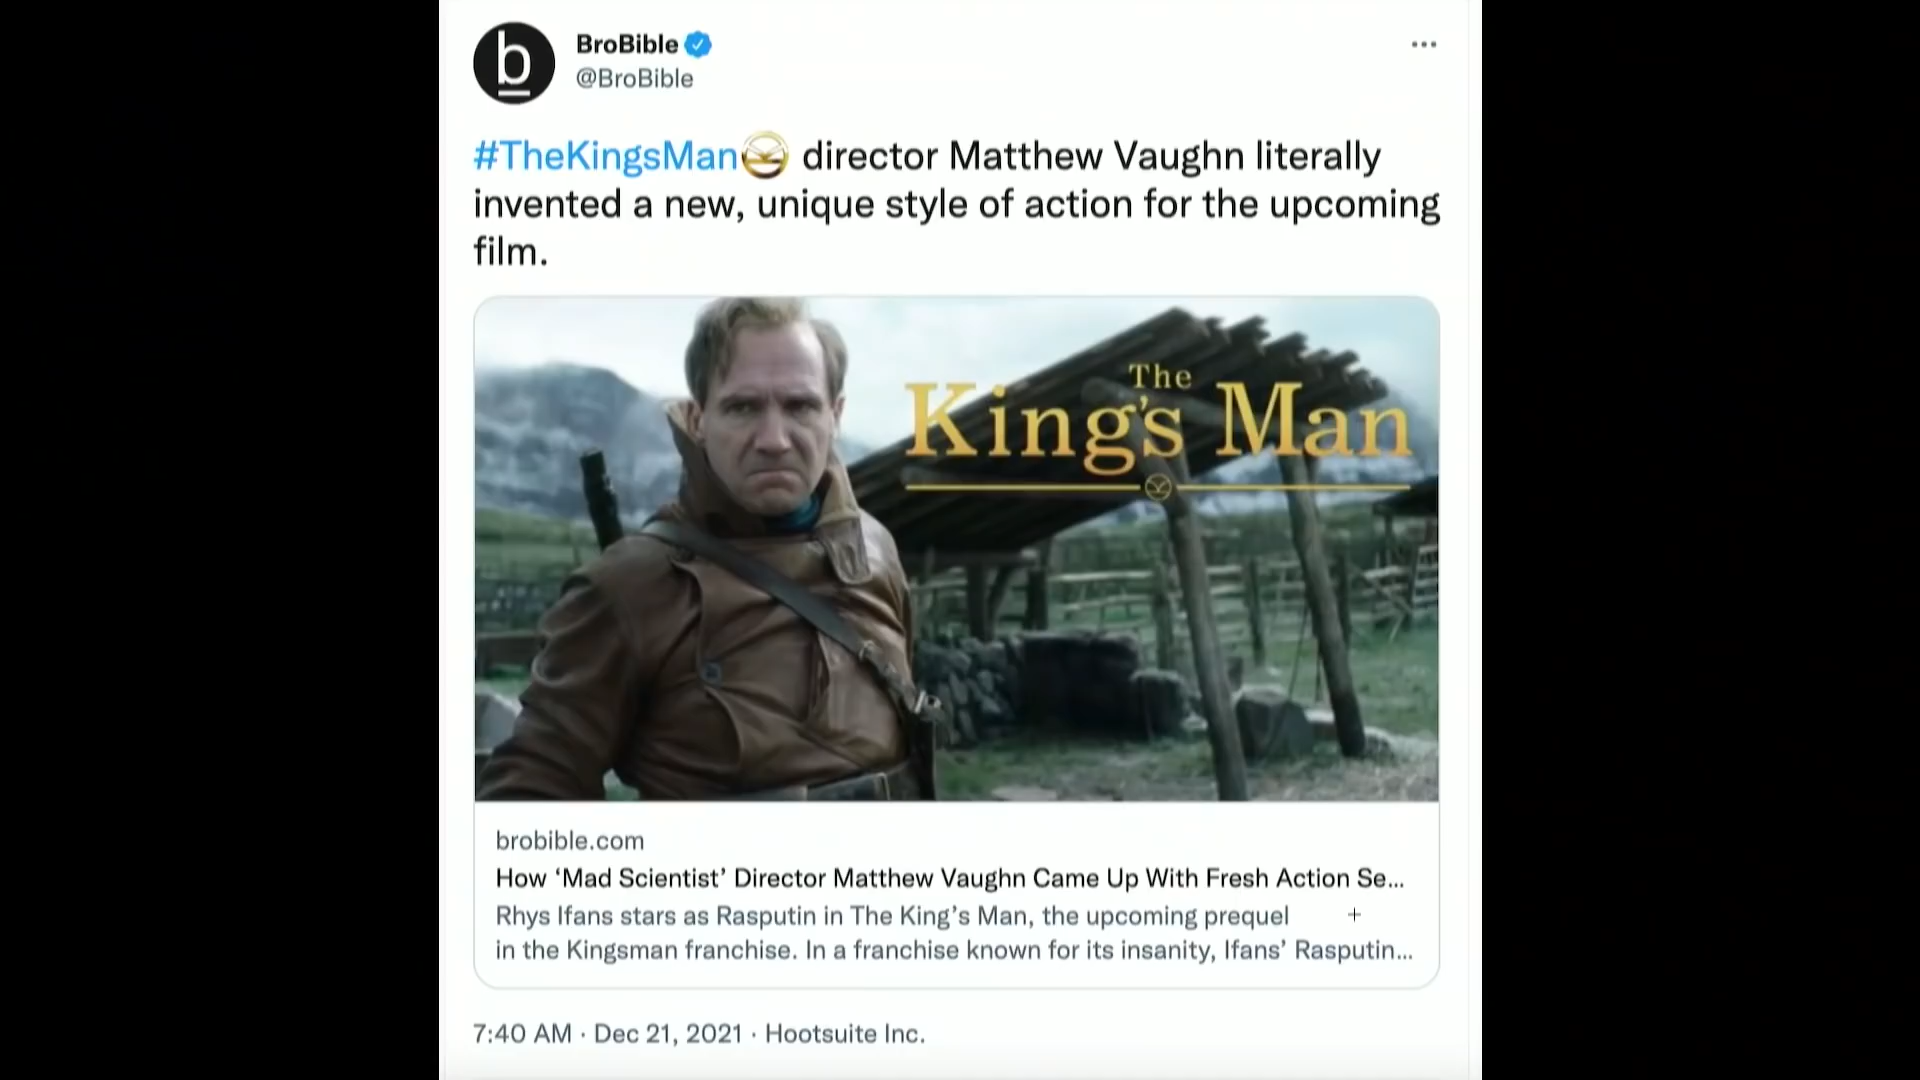 b
BroBible
@BroBible
#TheKingsMan director Matthew Vaughn literally
invented a new, unique style of action for the upcoming
film.
The
King's Man
brobible.com
How ‘Mad Scientist’ Director Matthew Vaughn Came Up With Fresh Action Se...
Rhys Ifans stars as Rasputin in The King’s Man, the upcoming prequel
in the Kingsman franchise. In a franchise known for its insanity, Ifans’ Rasputin...
7:40 AM · Dec 21, 2021 · Hootsuite Inc.